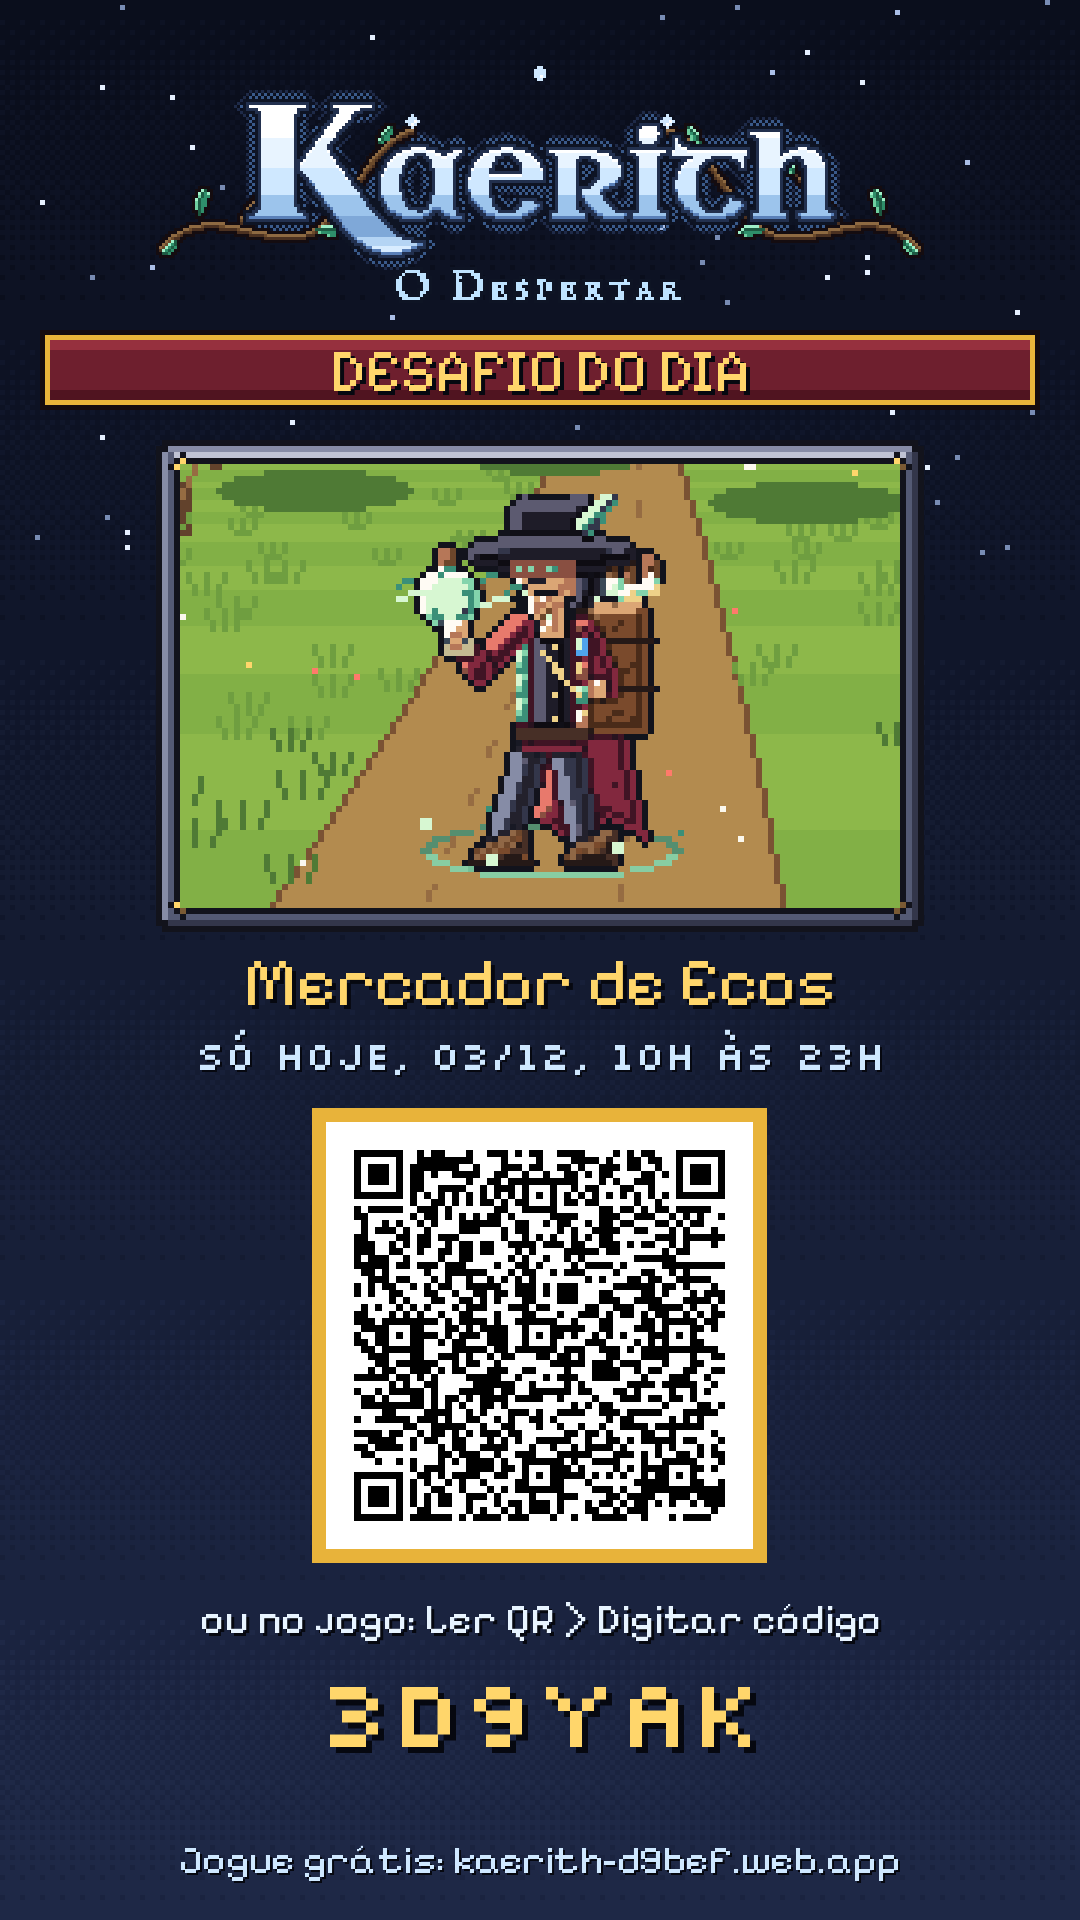 Kaerith
O Despertar
DESAFIO DO DIA
Mercador de Ecos
SÓ HOJE, 03/12, 10H ÀS 23H
ou no jogo: Ler QR > Digitar código
3D9YAK
Jogue grátis: kaerith-d9bef.web.app